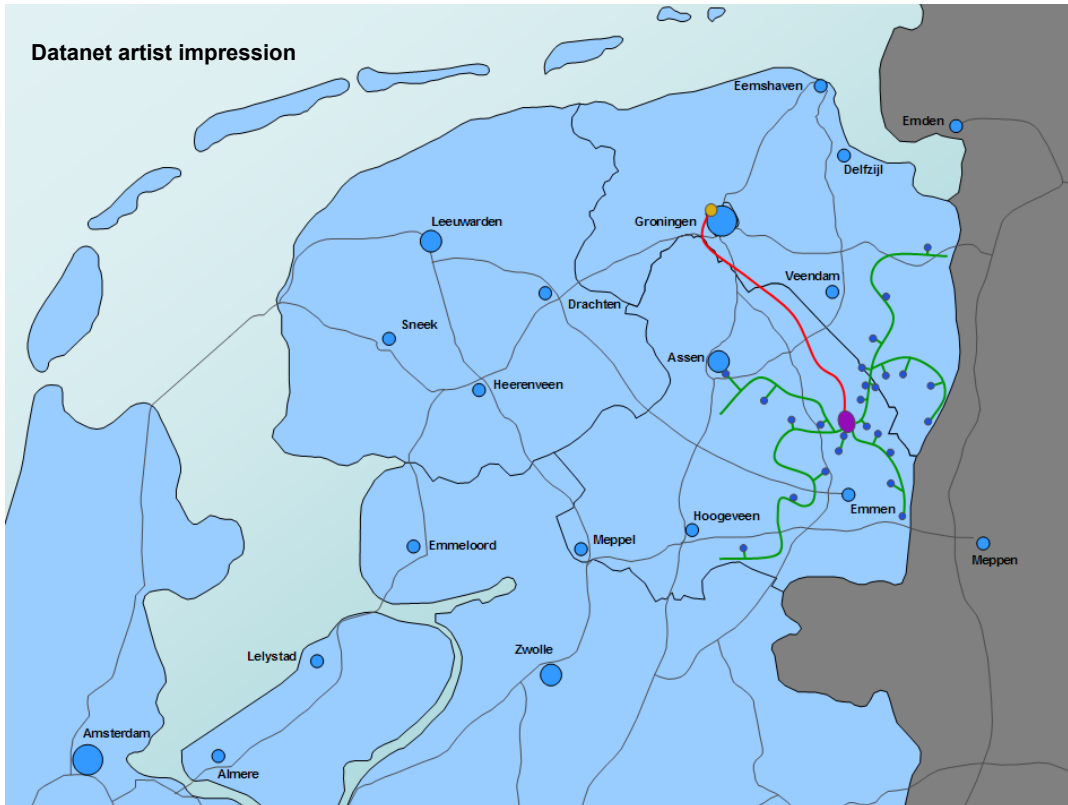 Datanet artist impression
Eemshaven
Emden
Delfzijl
Groningen
Leeuwarden
Veendam
Drachten
Sneek
Assen
Heerenveen
Emmen
Hoogeveen
Emmeloord
Meppel
Meppen
Zwolle
Lelystad
Amsterdam
Almere